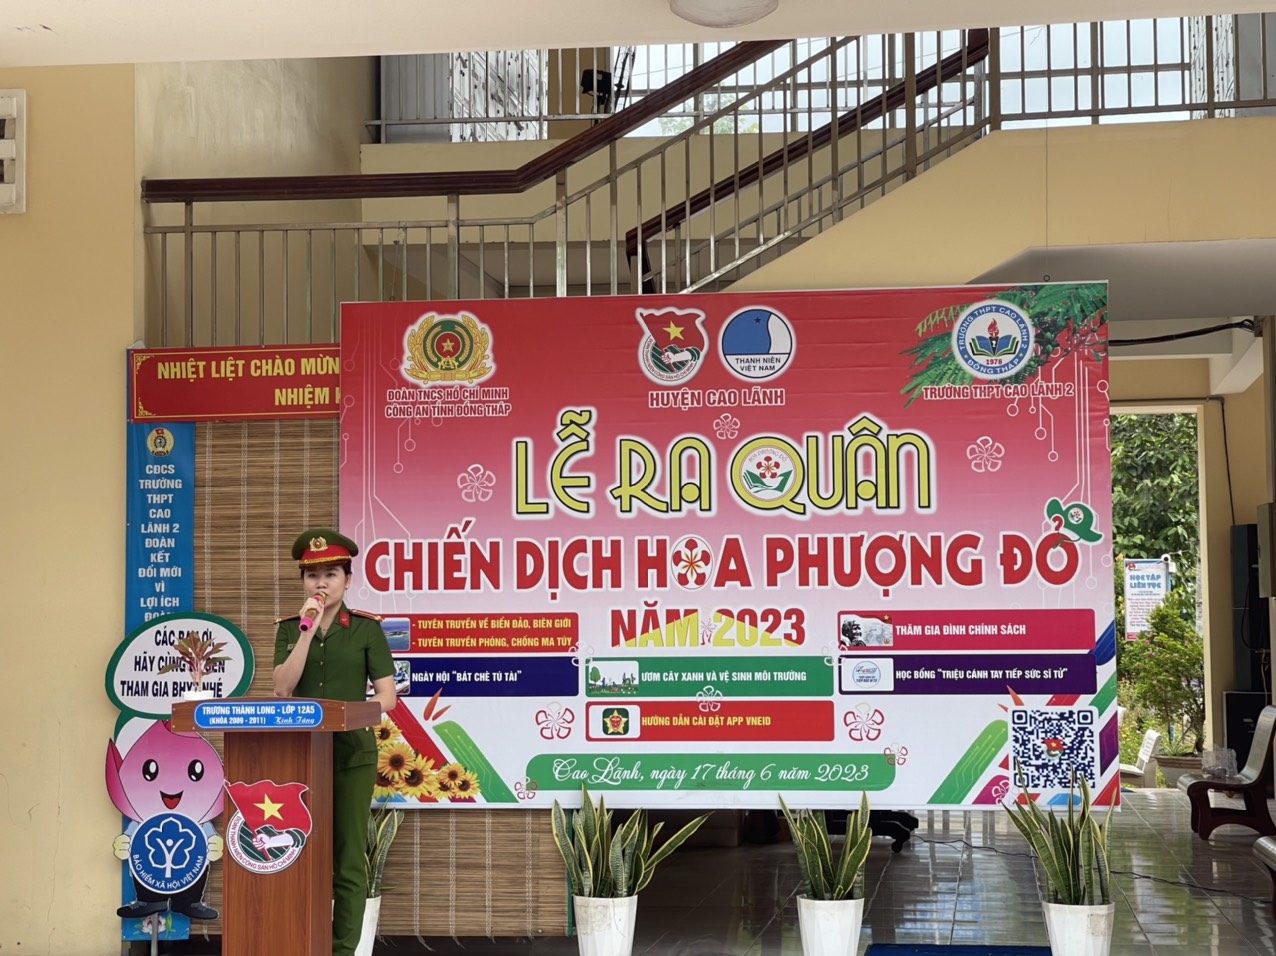 NHIỆT LIỆT CHÀO MỪN
NHIỆM K
CĐCS
TRƯỜNG
THPT
CAO
LÃNH 2
ĐOÀN
KẾT
ĐỔI MỚI
VÌ
LỢI ÍCH
CÁC BẠN ƠI
HÃY CÙNG
THAM GIA BHYT NHÉ
BẢO HIỂM XÃ HỘI VIỆT NAM
TRƯƠNG THÀNH LONG - LỚP 12A5
(KHÓA 2009 - 2011) Kính Tặng
ĐOÀN TNCS HỒ CHÍ MINH
CÔNG AN TỈNH ĐỒNG THÁP
THANH NIÊN
VIỆT NAM
HUYỆN CAO LÃNH
TRƯỜNG THPT CAO LÃNH 2
1978
ĐỒNG THÁP
TRƯỜNG THPT CAO LÃNH 2
LỄ RA QUÂN
CHIẾN DỊCH HOA PHƯỢNG ĐỎ
NĂM 2023
- TUYÊN TRUYỀN VỀ BIỂN ĐẢO, BIÊN GIỚI
- TUYÊN TRUYỀN PHÒNG, CHỐNG MA TÚY
THĂM GIA ĐÌNH CHÍNH SÁCH
NGÀY HỘI "BÁT CHÈ TÚ TÀI"
ƯƠM CÂY XANH VÀ VỆ SINH MÔI TRƯỜNG
HỌC BỔNG "TRIỆU CÁNH TAY TIẾP SỨC SĨ TỬ"
HƯỚNG DẪN CÀI ĐẶT APP VNEID
Cao Lãnh, ngày 17 tháng 6 năm 2023
HỌC TẬP
LIÊN TỤC